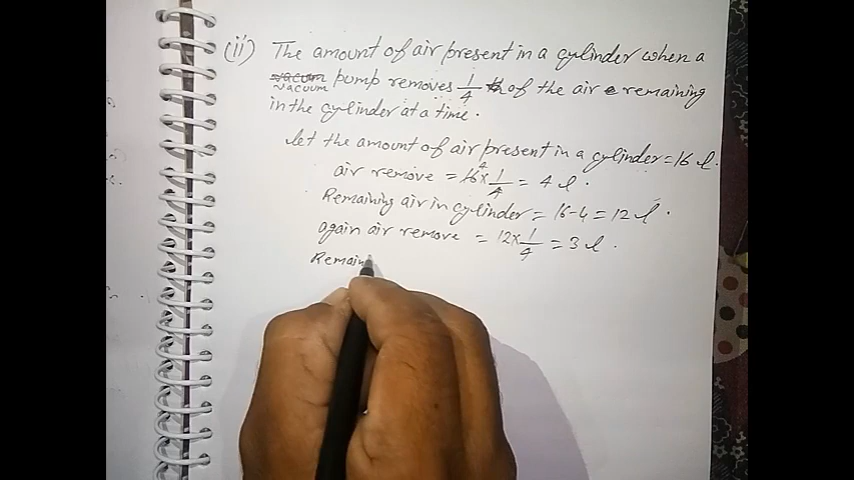 (ii) The amount of air present in a cylinder when a
vacuum pump removes 1/4 th of the air remaining
in the cylinder at a time.
let the amount of air present in a cylinder = 16 l.
air remove = 16 × 1/4 = 4 l.
Remaining air in cylinder = 16-4 = 12 l.
again air remove = 12 × 1/4 = 3 l.
Remain